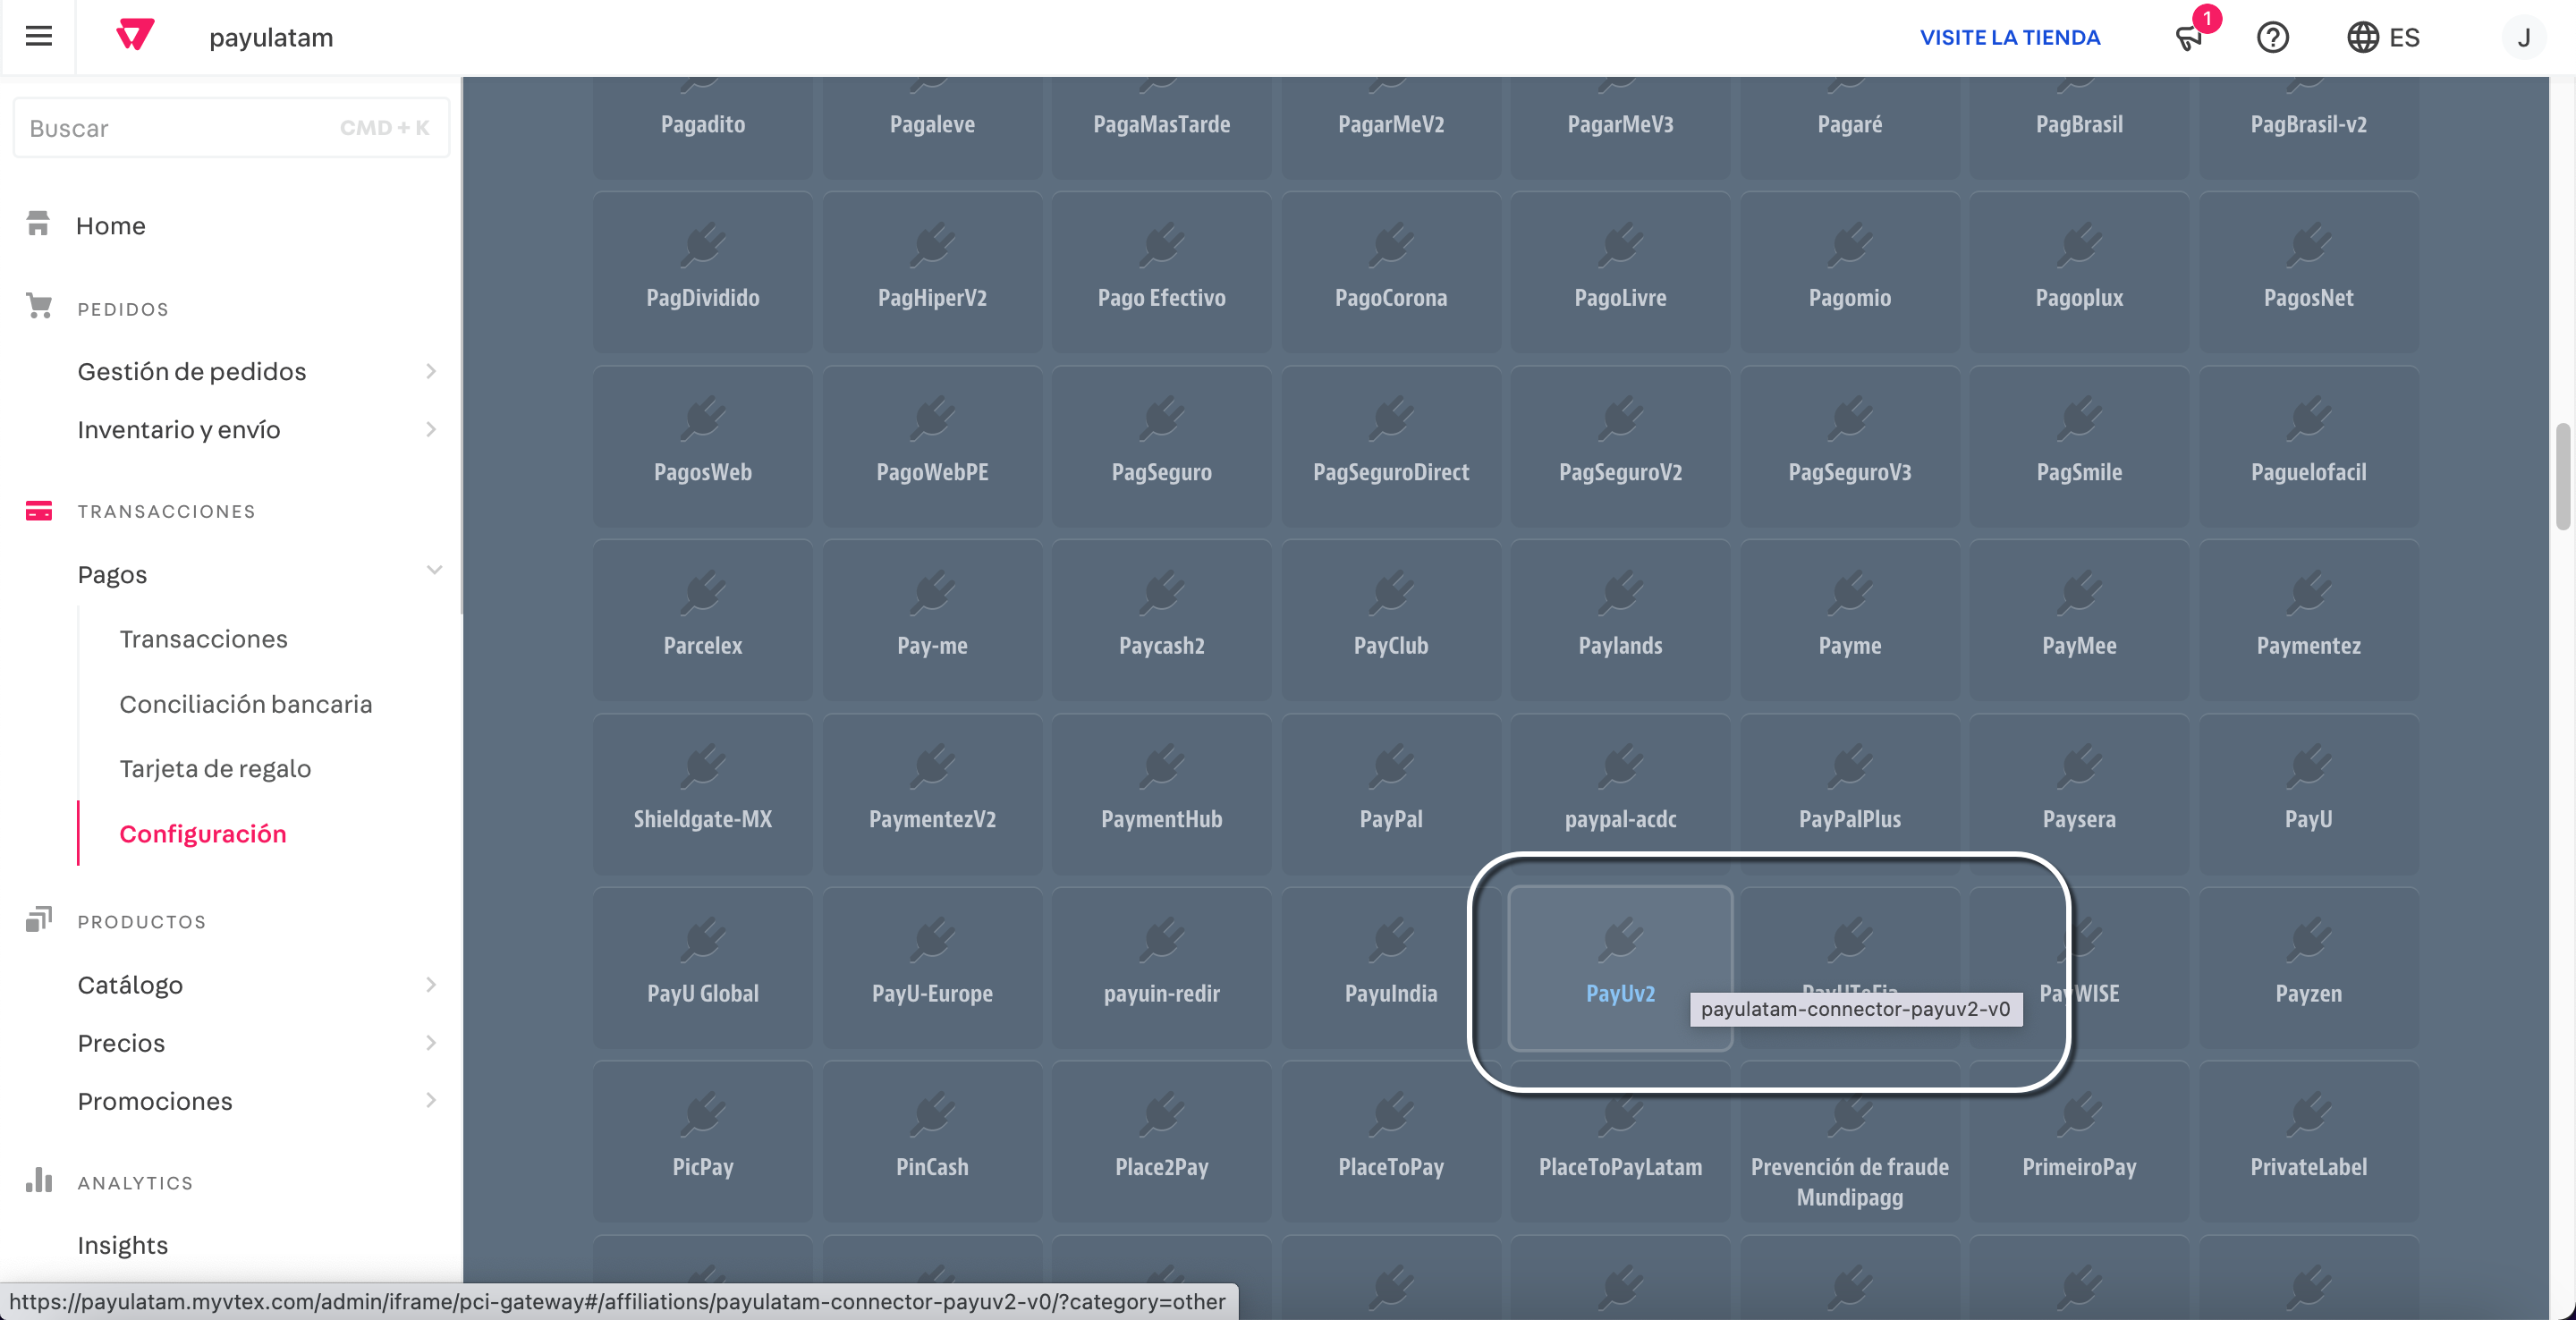 payulatam
VISITE LA TIENDA
1
ES
J
Buscar
CMD + K
Home
PEDIDOS
Gestión de pedidos
Inventario y envío
TRANSACCIONES
Pagos
Transacciones
Conciliación bancaria
Tarjeta de regalo
Configuración
PRODUCTOS
Catálogo
Precios
Promociones
ANALYTICS
Insights
Pagadito
Pagaleve
PagaMasTarde
PagarMeV2
PagarMeV3
Pagaré
PagBrasil
PagBrasil-v2
PagDividido
PagHiperV2
Pago Efectivo
PagoCorona
PagoLivre
Pagomio
Pagoplux
PagosNet
PagosWeb
PagoWebPE
PagSeguro
PagSeguroDirect
PagSeguroV2
PagSeguroV3
PagSmile
Paguelofacil
Parcelex
Pay-me
Paycash2
PayClub
Paylands
Payme
PayMee
Paymentez
Shieldgate-MX
PaymentezV2
PaymentHub
PayPal
paypal-acdc
PayPalPlus
Paysera
PayU
PayU Global
PayU-Europe
payuin-redir
PayuIndia
PayUv2
payulatam-connector-payuv2-v0
PayWISE
Payzen
PicPay
PinCash
Place2Pay
PlaceToPay
PlaceToPayLatam
Prevención de fraude
Mundipagg
PrimeiroPay
PrivateLabel
https://payulatam.myvtex.com/admin/iframe/pci-gateway#/affiliations/payulatam-connector-payuv2-v0/?category=other